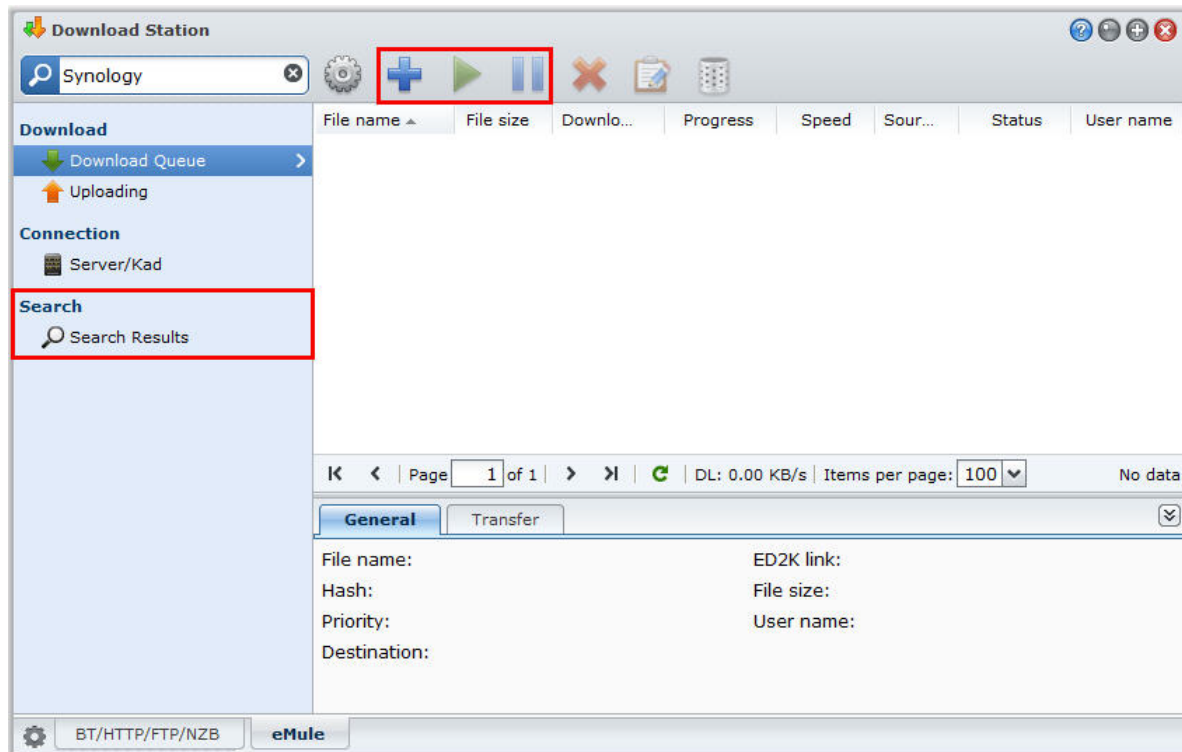 Download Station
Synology
Download
Download Queue
Uploading
Connection
Server/Kad
Search
Search Results
File name File size Downlo... Progress Speed Sour... Status User name
Page 1 of 1 DL: 0.00 KB/s Items per page: 100 No data
General Transfer
File name: ED2K link:
Hash: File size:
Priority: User name:
Destination:
BT/HTTP/FTP/NZB eMule